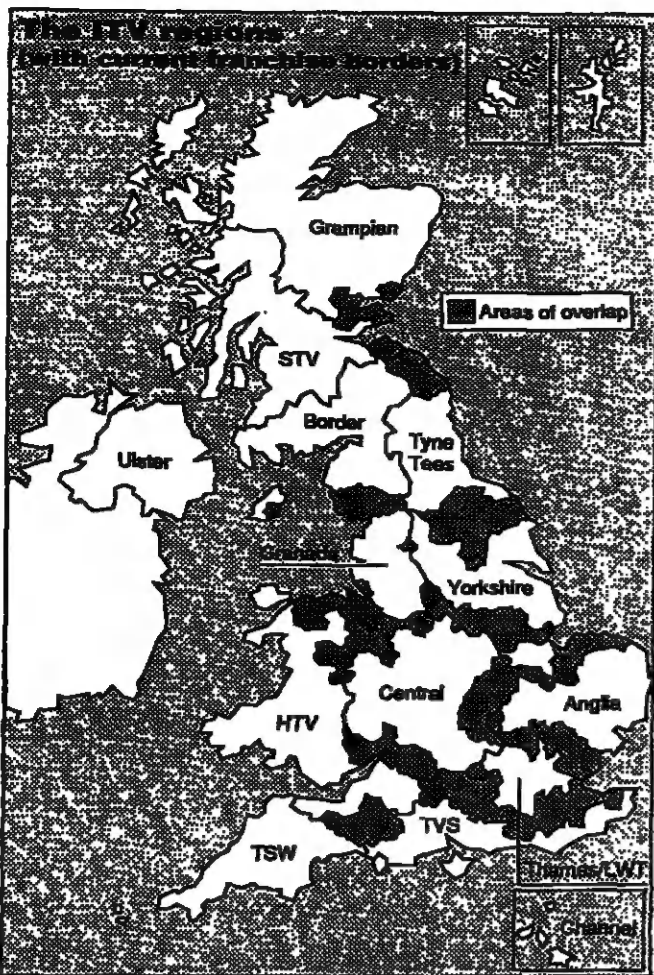 The ITV regions
(with current franchise borders)
Grampian
Areas of overlap
STV
Border
Tyne
Tees
Ulster
Granada
Yorkshire
Central
Anglia
HTV
TVS
TSW
Thames/LWT
Channel